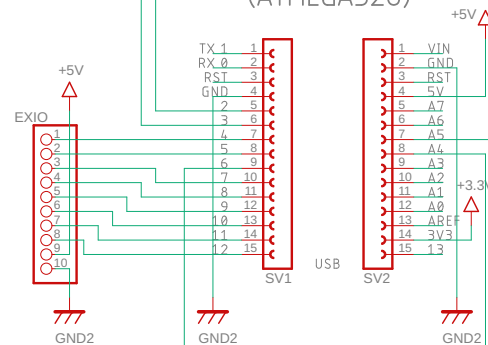 (ATMEGA328)
+5V
+5V
EXIO
1
2
3
4
5
6
7
8
9
10
GND2
TX 1 1
RX 0 2
RST 3
GND 4
2 5
3 6
4 7
5 8
6 9
7 10
8 11
9 12
10 13
11 14
12 15
SV1
GND2
USB
1 VIN
2 GND
3 RST
4 5V
5 A7
6 A6
7 A5
8 A4
9 A3
10 A2
11 A1
12 A0
13 AREF
14 3V3
15 13
SV2
+3.3V
GND2